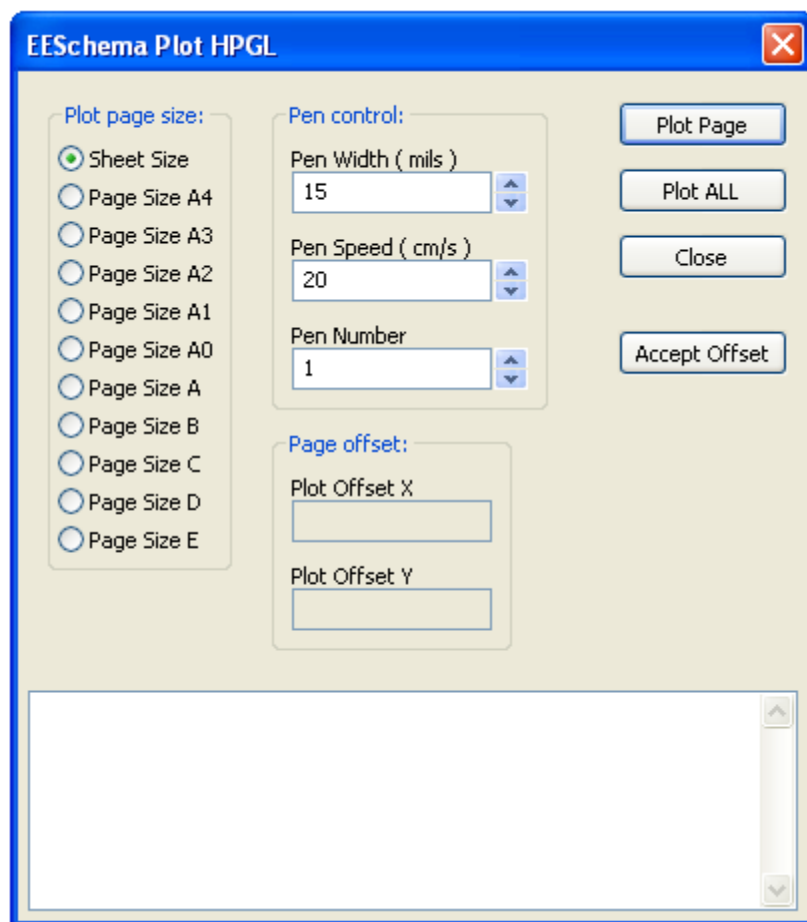 EESchema Plot HPGL
Plot page size:
Sheet Size
Page Size A4
Page Size A3
Page Size A2
Page Size A1
Page Size A0
Page Size A
Page Size B
Page Size C
Page Size D
Page Size E
Pen control:
Pen Width ( mils )
15
Pen Speed ( cm/s )
20
Pen Number
1
Page offset:
Plot Offset X
Plot Offset Y
Plot Page
Plot ALL
Close
Accept Offset